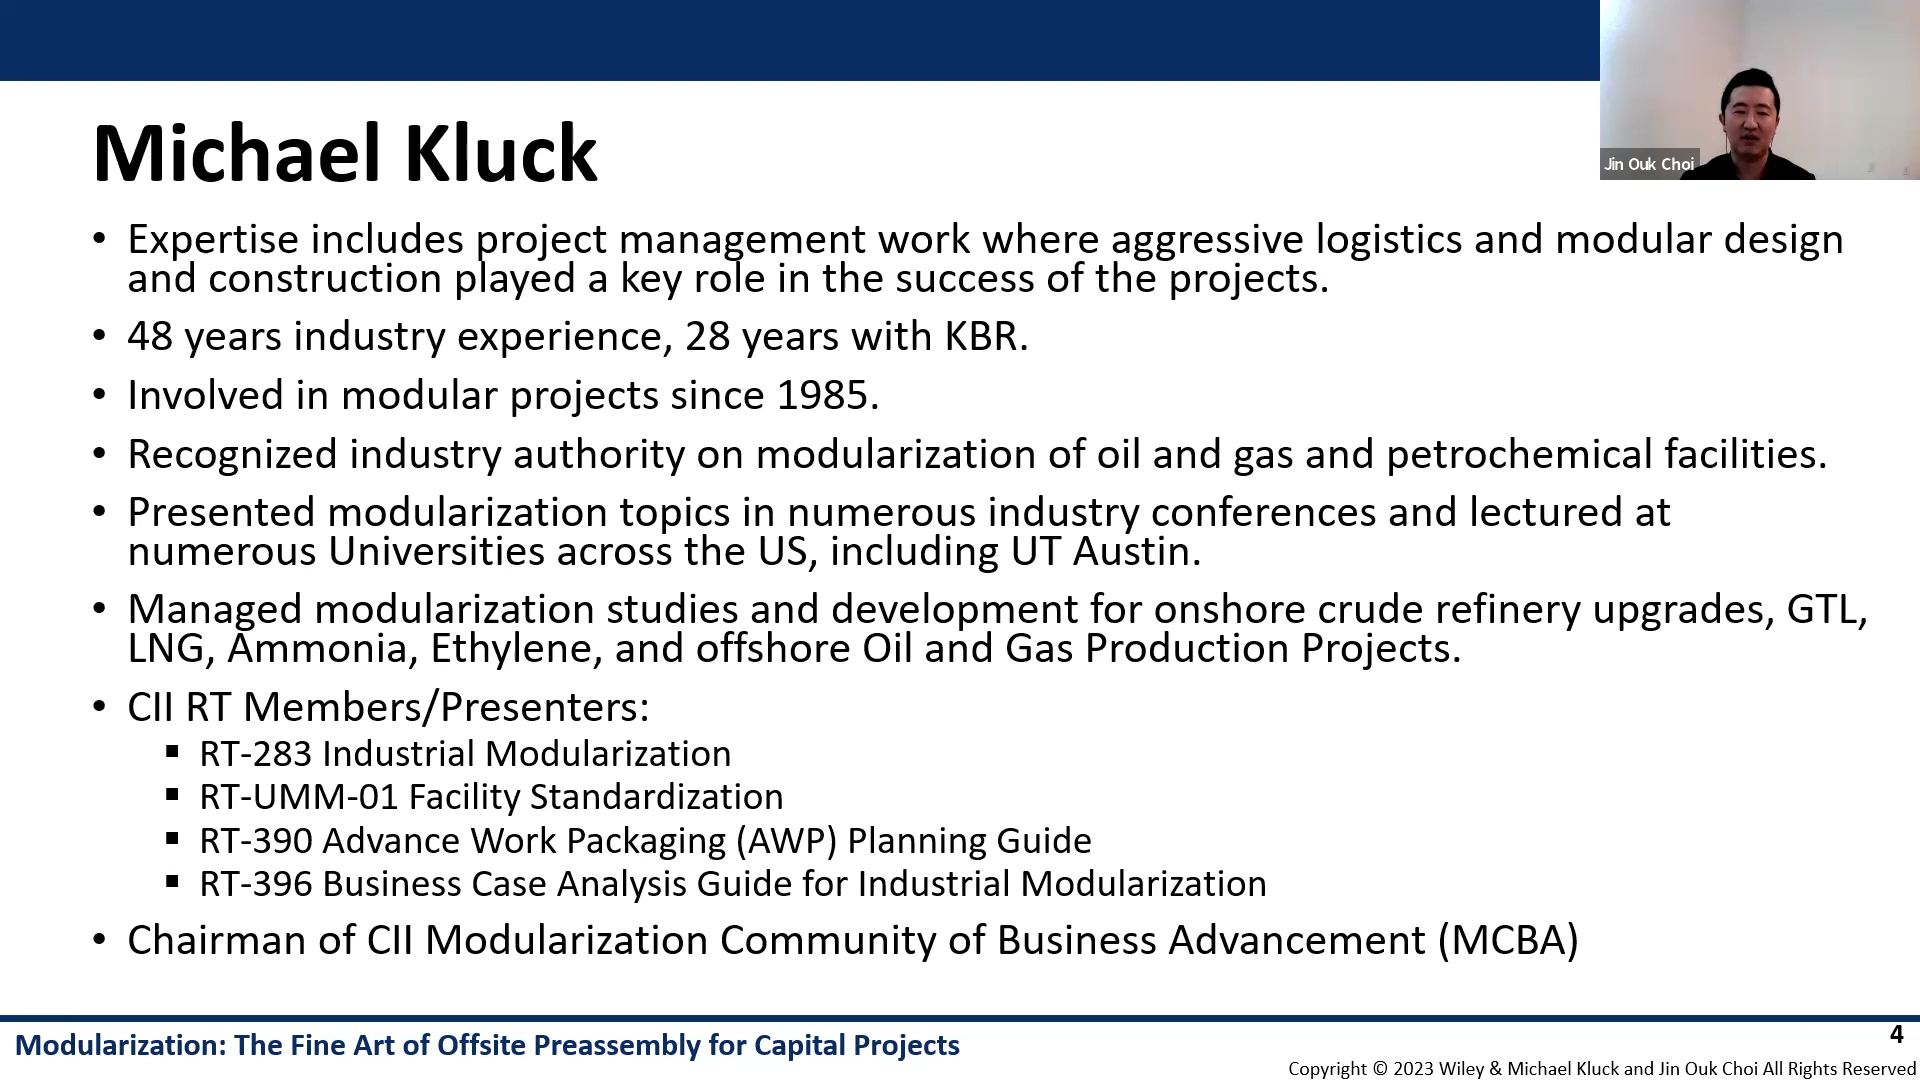 Jin Ouk Choi
Michael Kluck
• Expertise includes project management work where aggressive logistics and modular design
and construction played a key role in the success of the projects.
• 48 years industry experience, 28 years with KBR.
• Involved in modular projects since 1985.
• Recognized industry authority on modularization of oil and gas and petrochemical facilities.
• Presented modularization topics in numerous industry conferences and lectured at
numerous Universities across the US, including UT Austin.
• Managed modularization studies and development for onshore crude refinery upgrades, GTL,
LNG, Ammonia, Ethylene, and offshore Oil and Gas Production Projects.
• CII RT Members/Presenters:
▪ RT-283 Industrial Modularization
▪ RT-UMM-01 Facility Standardization
▪ RT-390 Advance Work Packaging (AWP) Planning Guide
▪ RT-396 Business Case Analysis Guide for Industrial Modularization
• Chairman of CII Modularization Community of Business Advancement (MCBA)
Modularization: The Fine Art of Offsite Preassembly for Capital Projects
4
Copyright © 2023 Wiley & Michael Kluck and Jin Ouk Choi All Rights Reserved